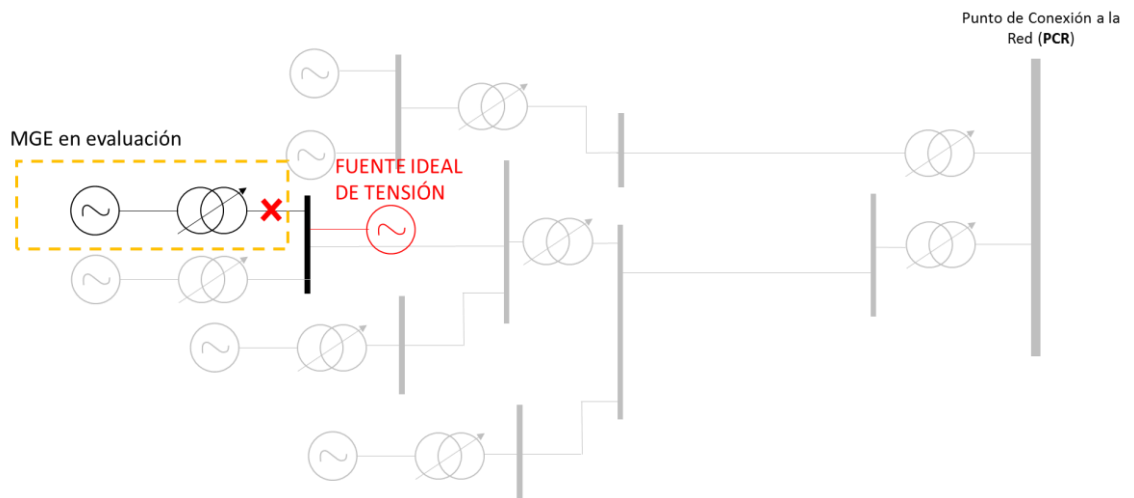 Punto de Conexión a la
Red (PCR)
MGE en evaluación
FUENTE IDEAL
DE TENSIÓN